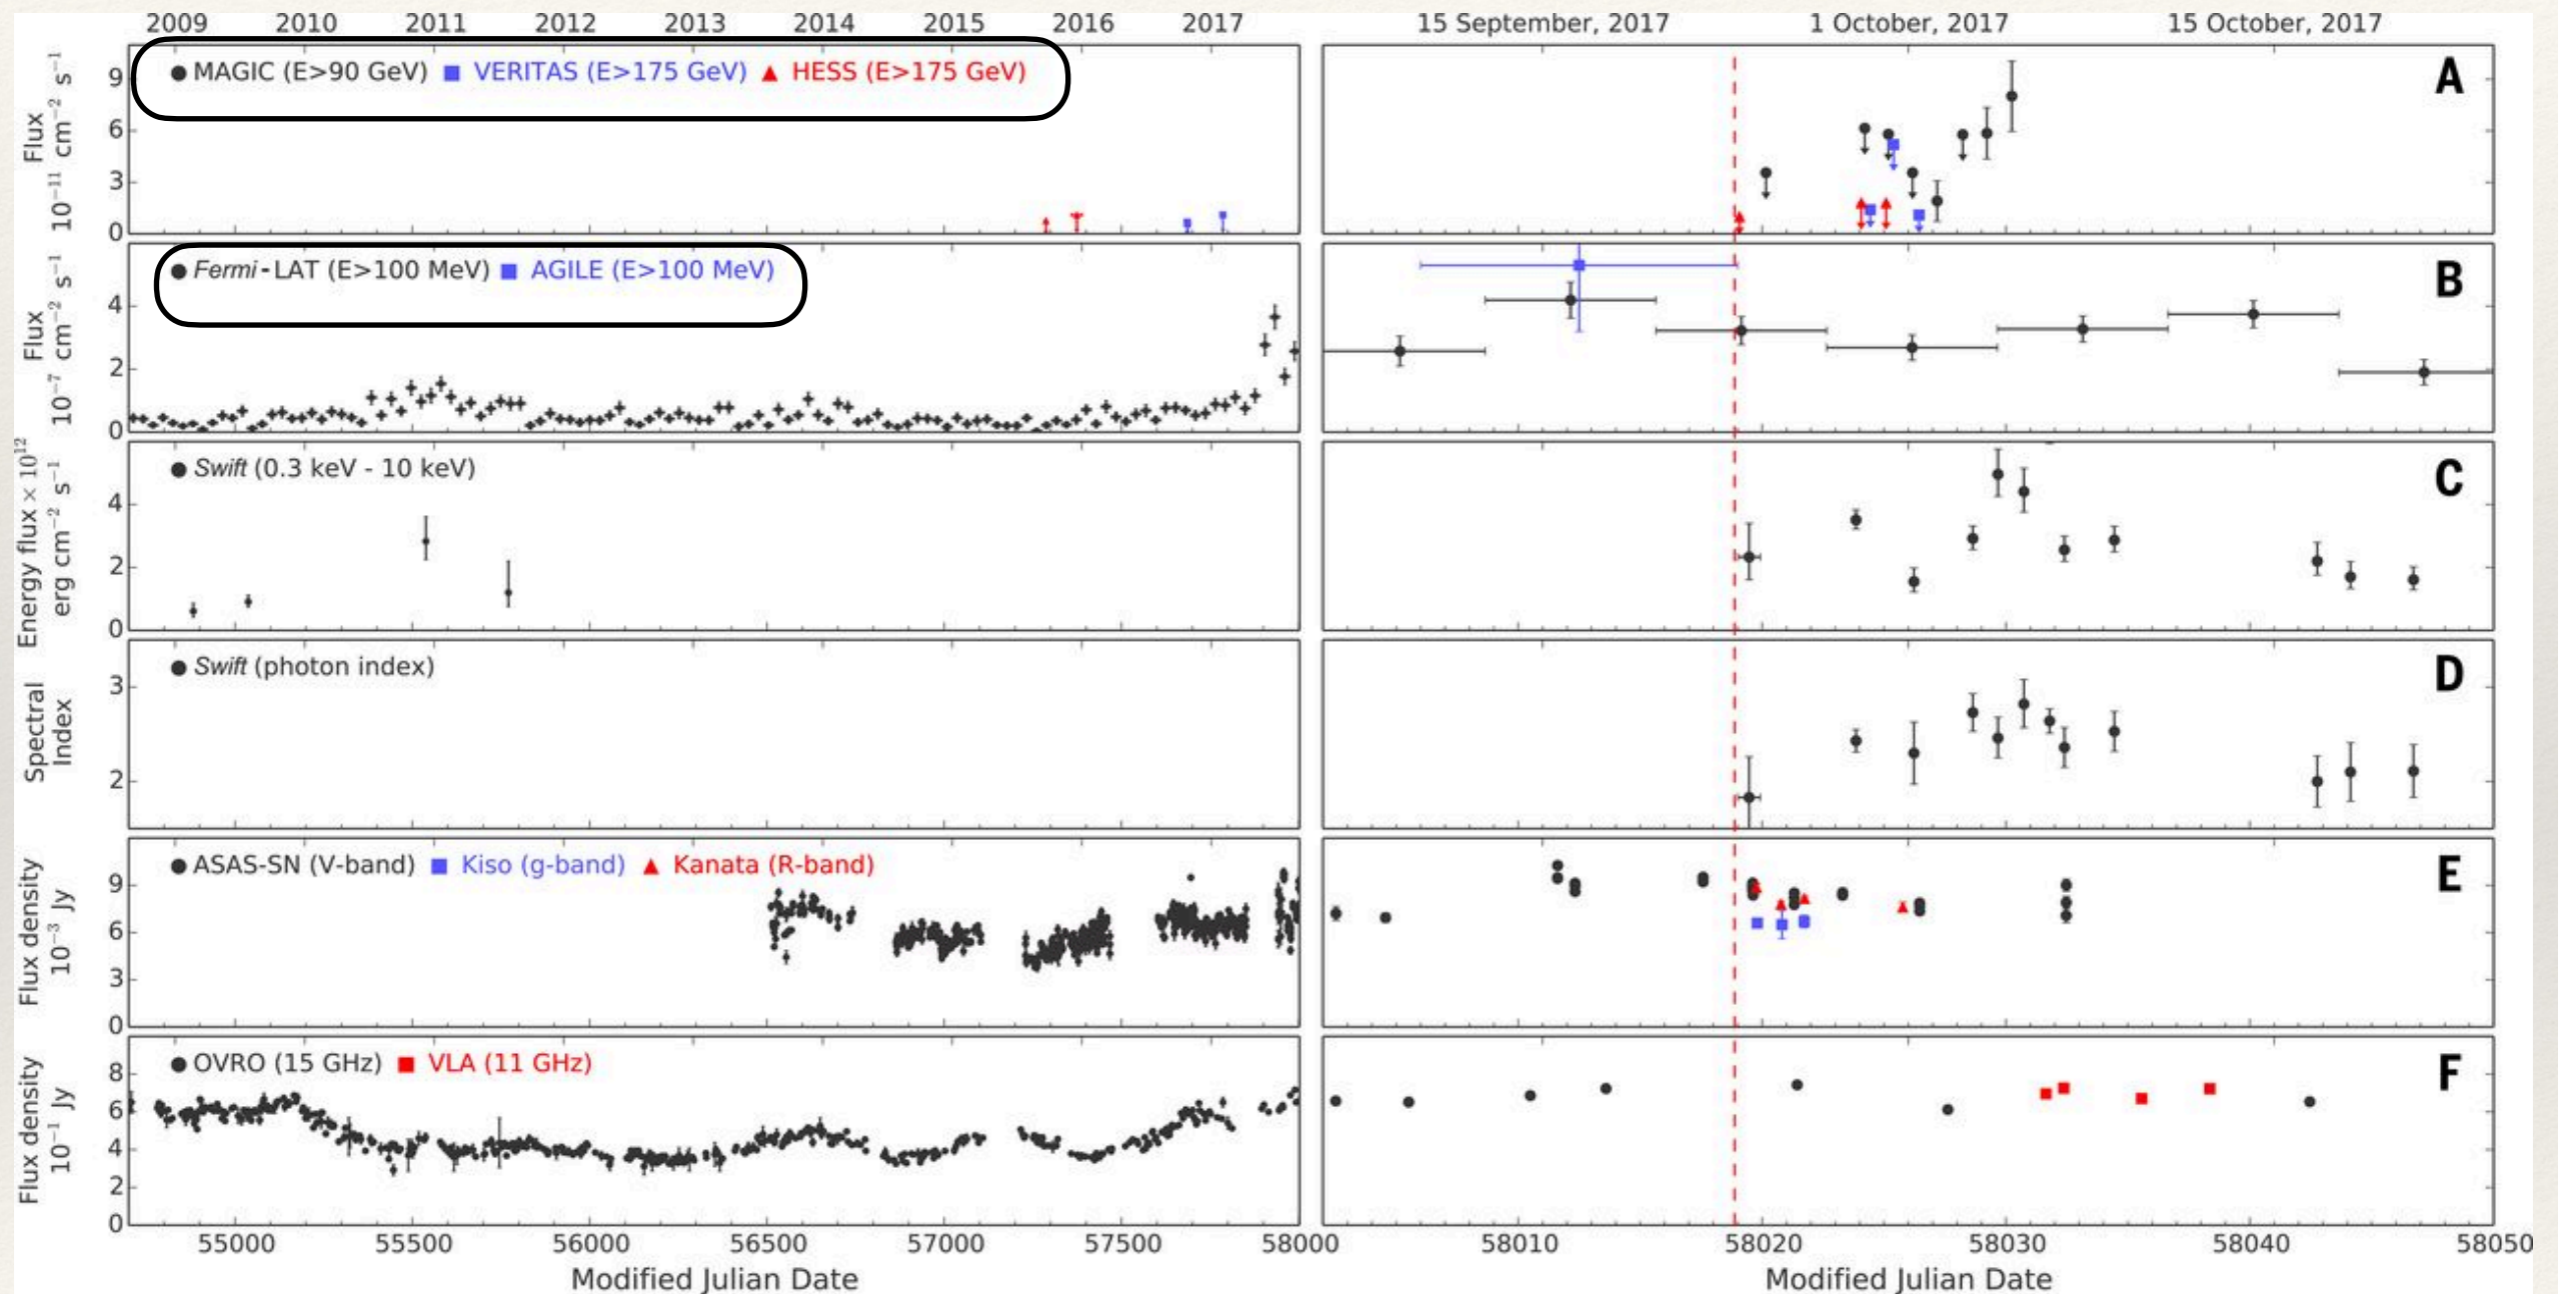 2009 2010 2011 2012 2013 2014 2015 2016 2017 15 September, 2017 1 October, 2017 15 October, 2017
MAGIC (E>90 GeV) VERITAS (E>175 GeV) HESS (E>175 GeV)
A
Flux
10⁻¹¹ cm⁻² s⁻¹
9
6
3
0
Fermi-LAT (E>100 MeV) AGILE (E>100 MeV)
B
Flux
10⁻⁷ cm⁻² s⁻¹
4
2
0
Swift (0.3 keV - 10 keV)
C
Energy flux × 10¹²
erg cm⁻² s⁻¹
4
2
0
Swift (photon index)
D
Spectral
Index
3
2
ASAS-SN (V-band) Kiso (g-band) Kanata (R-band)
E
Flux density
10⁻³ Jy
9
6
3
0
OVRO (15 GHz) VLA (11 GHz)
F
Flux density
10⁻¹ Jy
8
6
4
2
0
55000 55500 56000 56500 57000 57500 58000 58010 58020 58030 58040 58050
Modified Julian Date Modified Julian Date